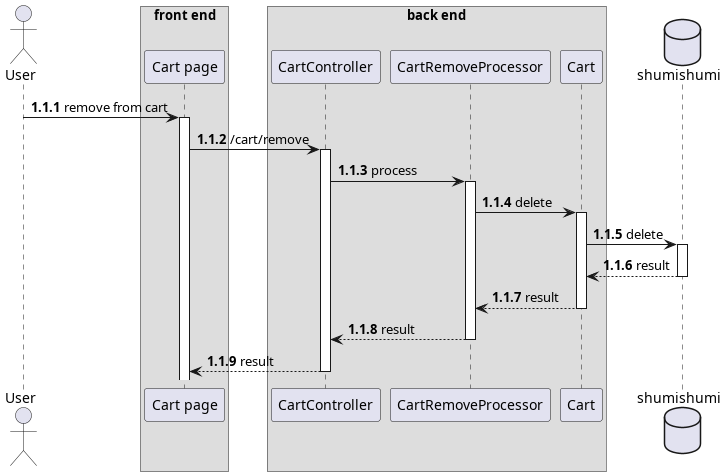 front end
back end
User
Cart page
CartController
CartRemoveProcessor
Cart
shumishumi
1.1.1 remove from cart
1.1.2 /cart/remove
1.1.3 process
1.1.4 delete
1.1.5 delete
1.1.6 result
1.1.7 result
1.1.8 result
1.1.9 result
User
Cart page
CartController
CartRemoveProcessor
Cart
shumishumi